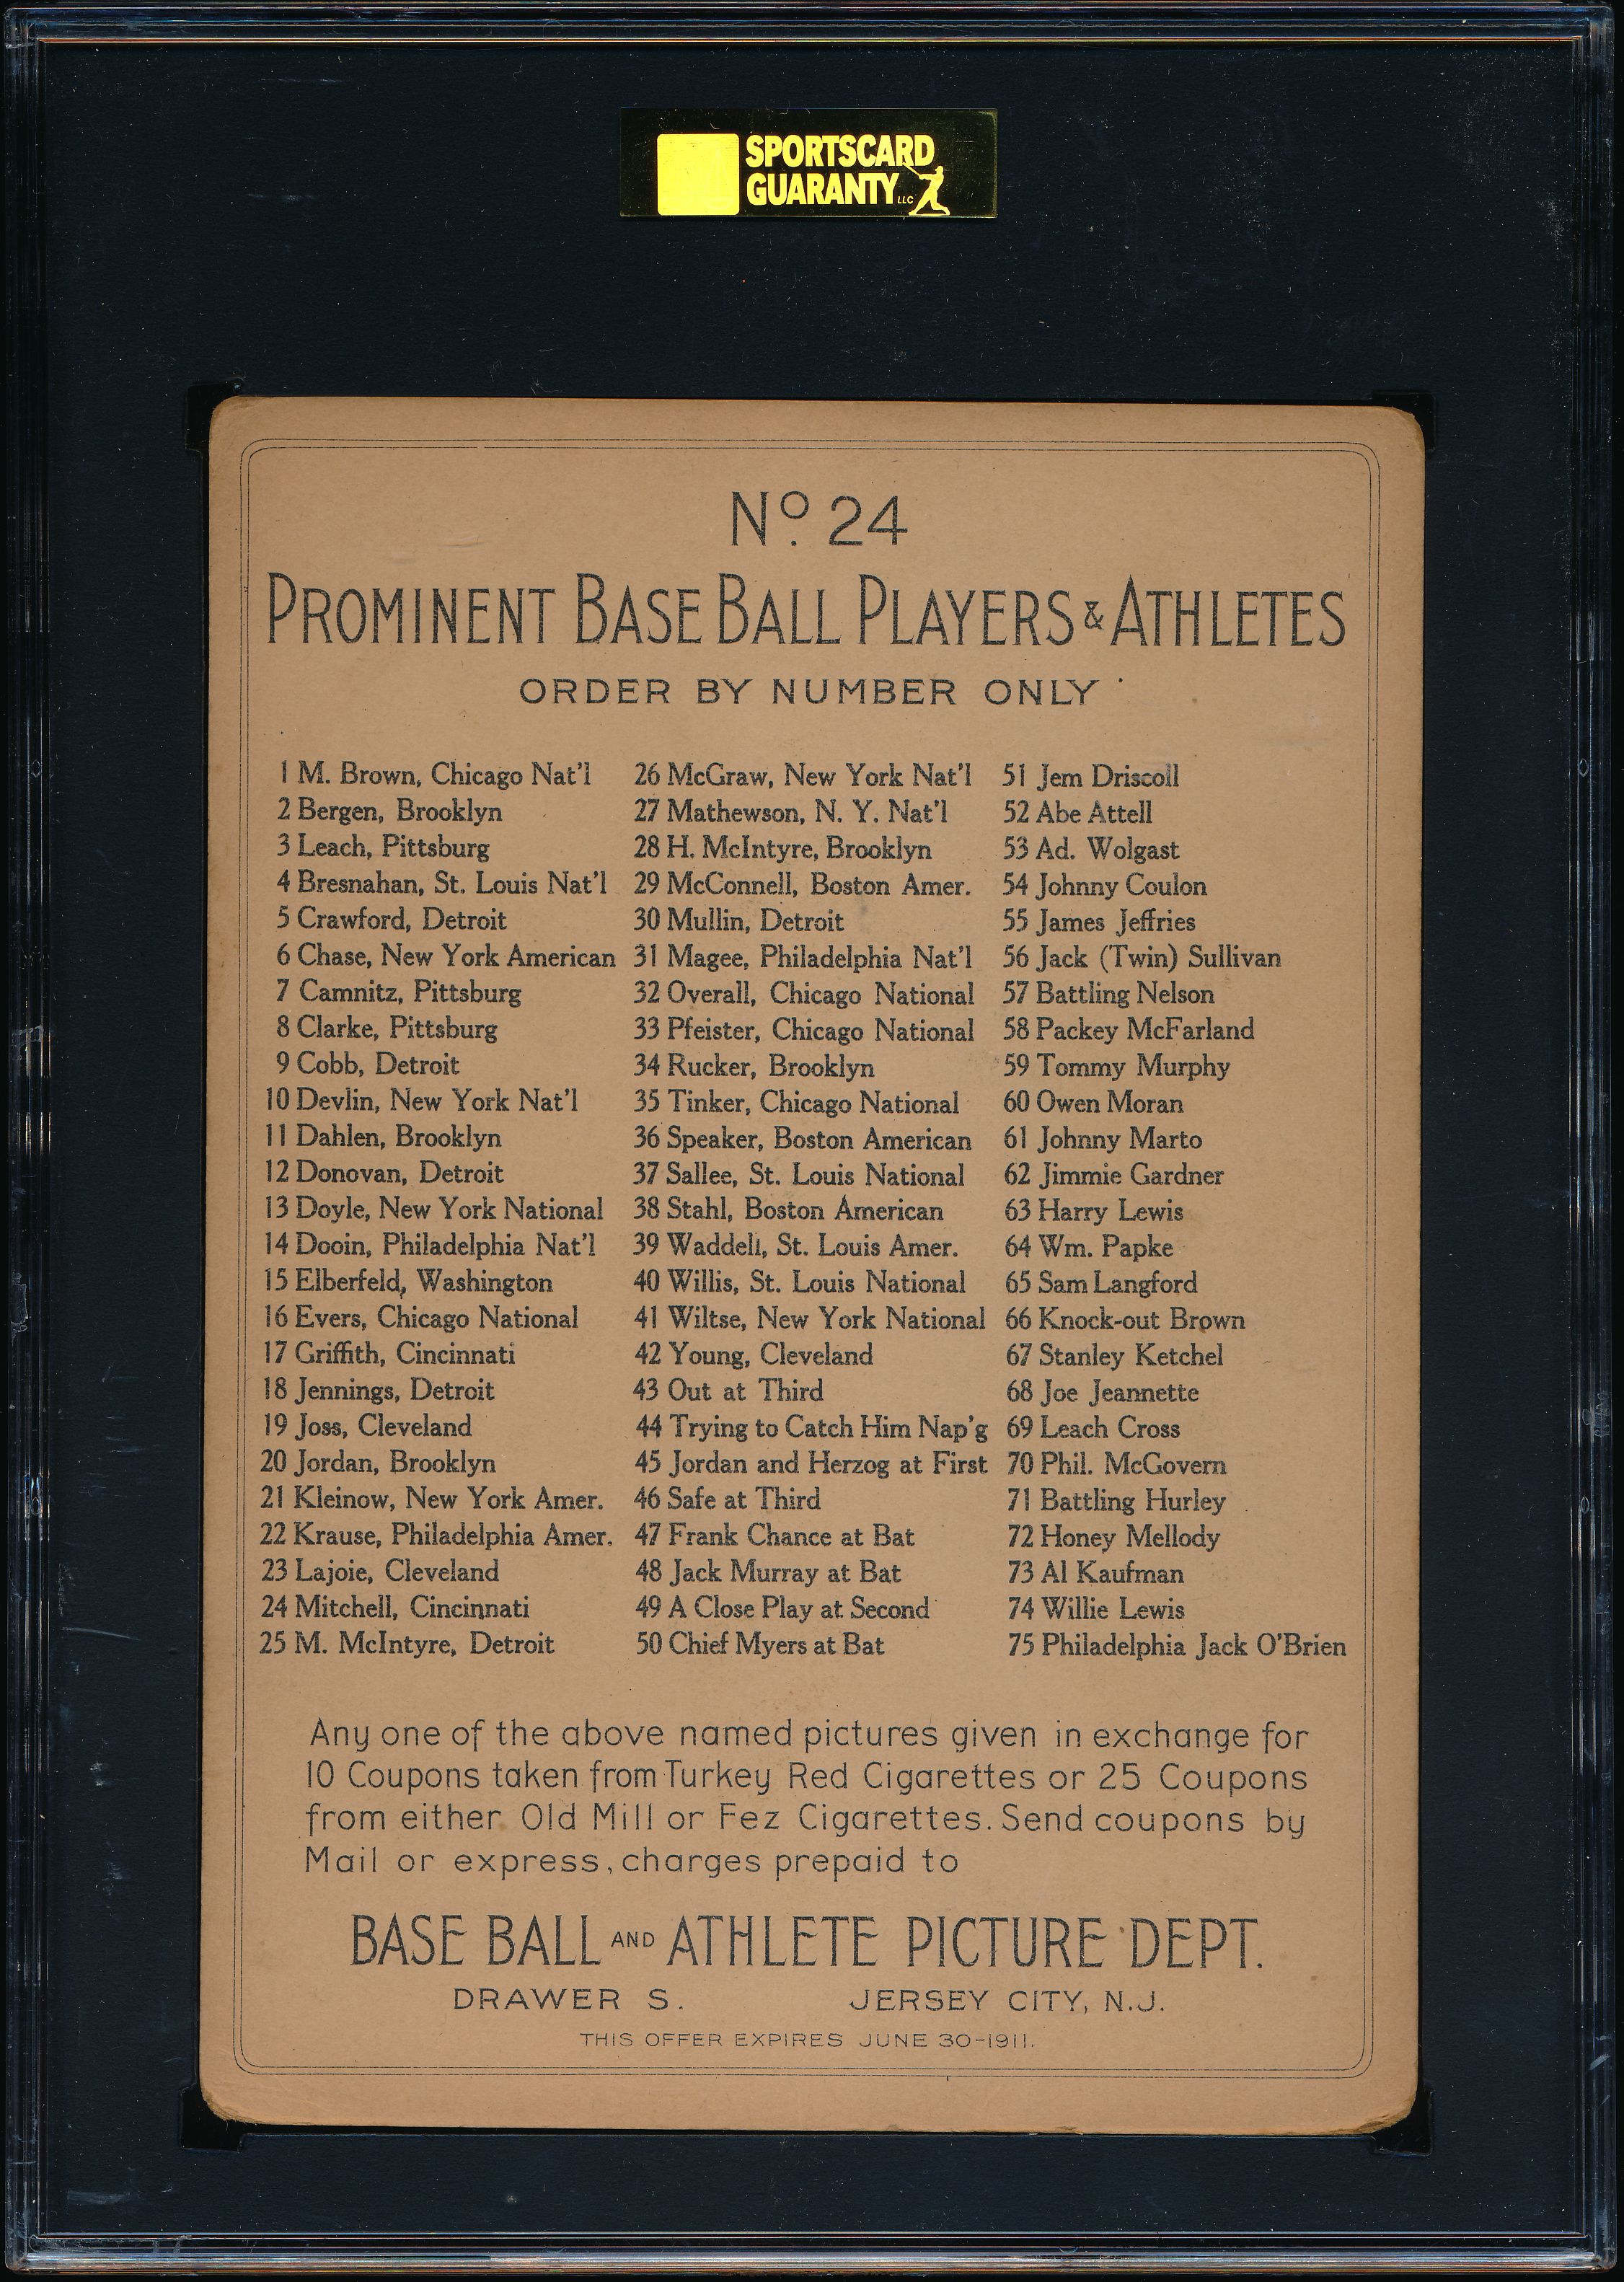 SPORTSCARD
GUARANTY LLC
No. 24
PROMINENT BASE BALL PLAYERS & ATHLETES
ORDER BY NUMBER ONLY
1 M. Brown, Chicago Nat'l
2 Bergen, Brooklyn
3 Leach, Pittsburg
4 Bresnahan, St. Louis Nat'l
5 Crawford, Detroit
6 Chase, New York American
7 Camnitz, Pittsburg
8 Clarke, Pittsburg
9 Cobb, Detroit
10 Devlin, New York Nat'l
11 Dahlen, Brooklyn
12 Donovan, Detroit
13 Doyle, New York National
14 Dooin, Philadelphia Nat'l
15 Elberfeld, Washington
16 Evers, Chicago National
17 Griffith, Cincinnati
18 Jennings, Detroit
19 Joss, Cleveland
20 Jordan, Brooklyn
21 Kleinow, New York Amer.
22 Krause, Philadelphia Amer.
23 Lajoie, Cleveland
24 Mitchell, Cincinnati
25 M. McIntyre, Detroit
26 McGraw, New York Nat'l
27 Mathewson, N. Y. Nat'l
28 H. McIntyre, Brooklyn
29 McConnell, Boston Amer.
30 Mullin, Detroit
31 Magee, Philadelphia Nat'l
32 Overall, Chicago National
33 Pfeister, Chicago National
34 Rucker, Brooklyn
35 Tinker, Chicago National
36 Speaker, Boston American
37 Sallee, St. Louis National
38 Stahl, Boston American
39 Waddell, St. Louis Amer.
40 Willis, St. Louis National
41 Wiltse, New York National
42 Young, Cleveland
43 Out at Third
44 Trying to Catch Him Nap'g
45 Jordan and Herzog at First
46 Safe at Third
47 Frank Chance at Bat
48 Jack Murray at Bat
49 A Close Play at Second
50 Chief Myers at Bat
51 Jem Driscoll
52 Abe Attell
53 Ad. Wolgast
54 Johnny Coulon
55 James Jeffries
56 Jack (Twin) Sullivan
57 Battling Nelson
58 Packey McFarland
59 Tommy Murphy
60 Owen Moran
61 Johnny Marto
62 Jimmie Gardner
63 Harry Lewis
64 Wm. Papke
65 Sam Langford
66 Knock-out Brown
67 Stanley Ketchel
68 Joe Jeannette
69 Leach Cross
70 Phil. McGovern
71 Battling Hurley
72 Honey Mellody
73 Al Kaufman
74 Willie Lewis
75 Philadelphia Jack O'Brien
Any one of the above named pictures given in exchange for
10 Coupons taken from Turkey Red Cigarettes or 25 Coupons
from either Old Mill or Fez Cigarettes. Send coupons by
Mail or express, charges prepaid to
BASE BALL AND ATHLETE PICTURE DEPT.
DRAWER S. JERSEY CITY, N.J.
THIS OFFER EXPIRES JUNE 30-1911.